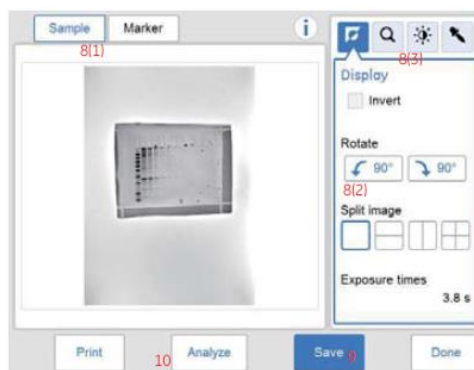 Sample Marker i
8(1) 8(3)
Display
Invert
Rotate
90° 90°
8(2)
Split image
Exposure times
3.8 s
Print 10 Analyze Save 9 Done